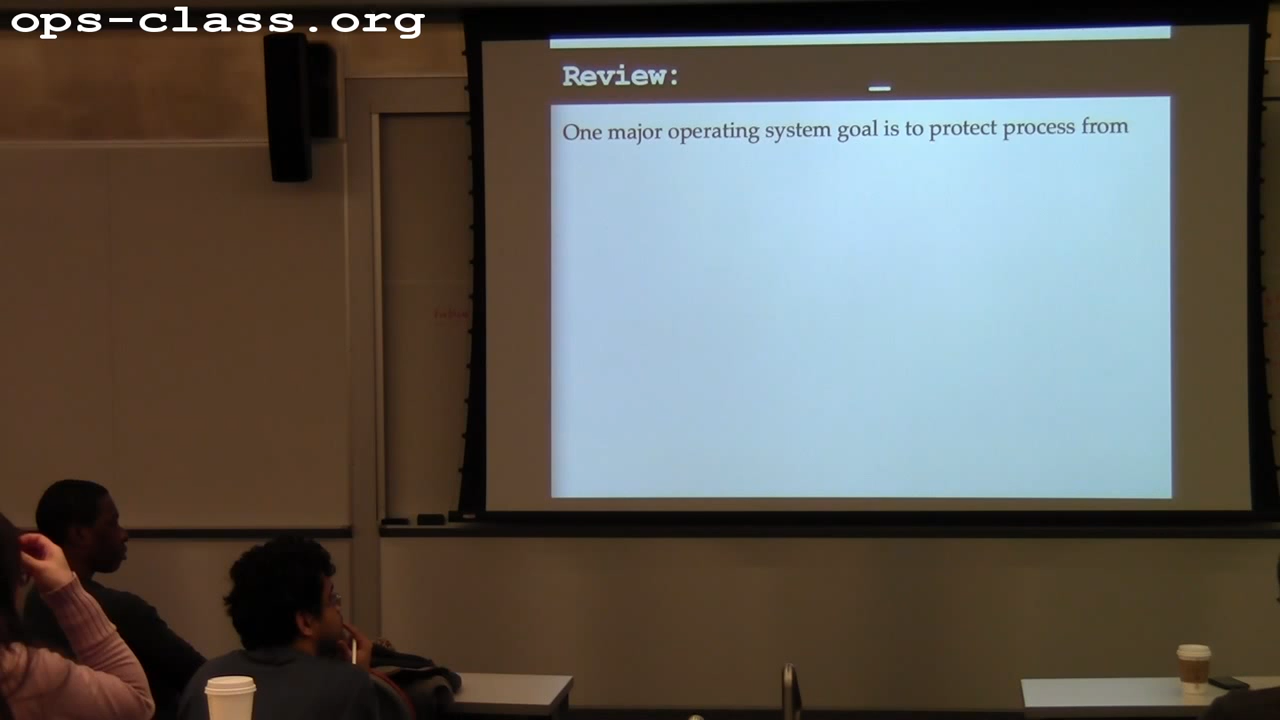 ops-class.org
Review: _
One major operating system goal is to protect process from